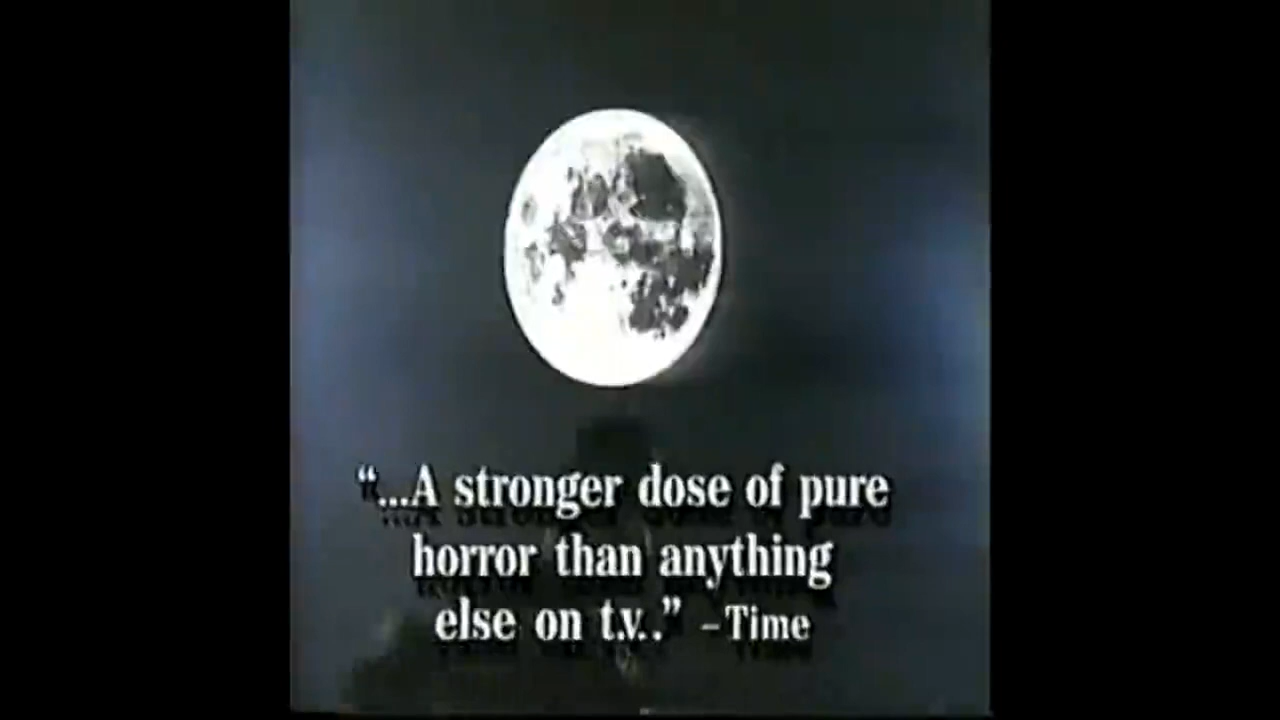 “...A stronger dose of pure
horror than anything
else on t.v..” –Time